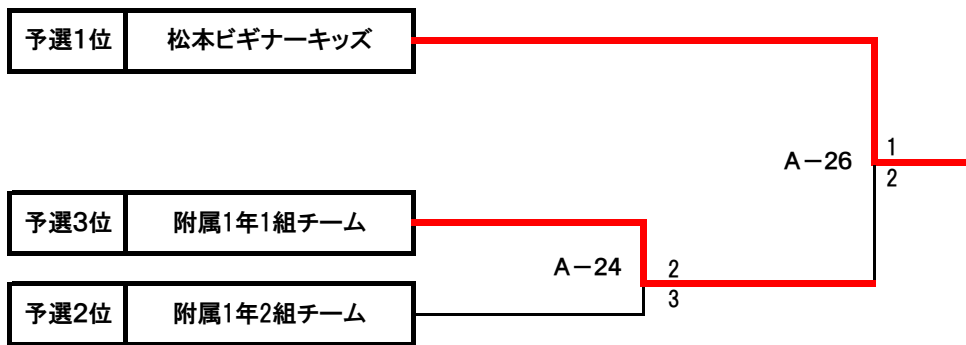 予選1位 松本ビギナーキッズ
A-26
1
2
予選3位 附属1年1組チーム
A-24
2
3
予選2位 附属1年2組チーム